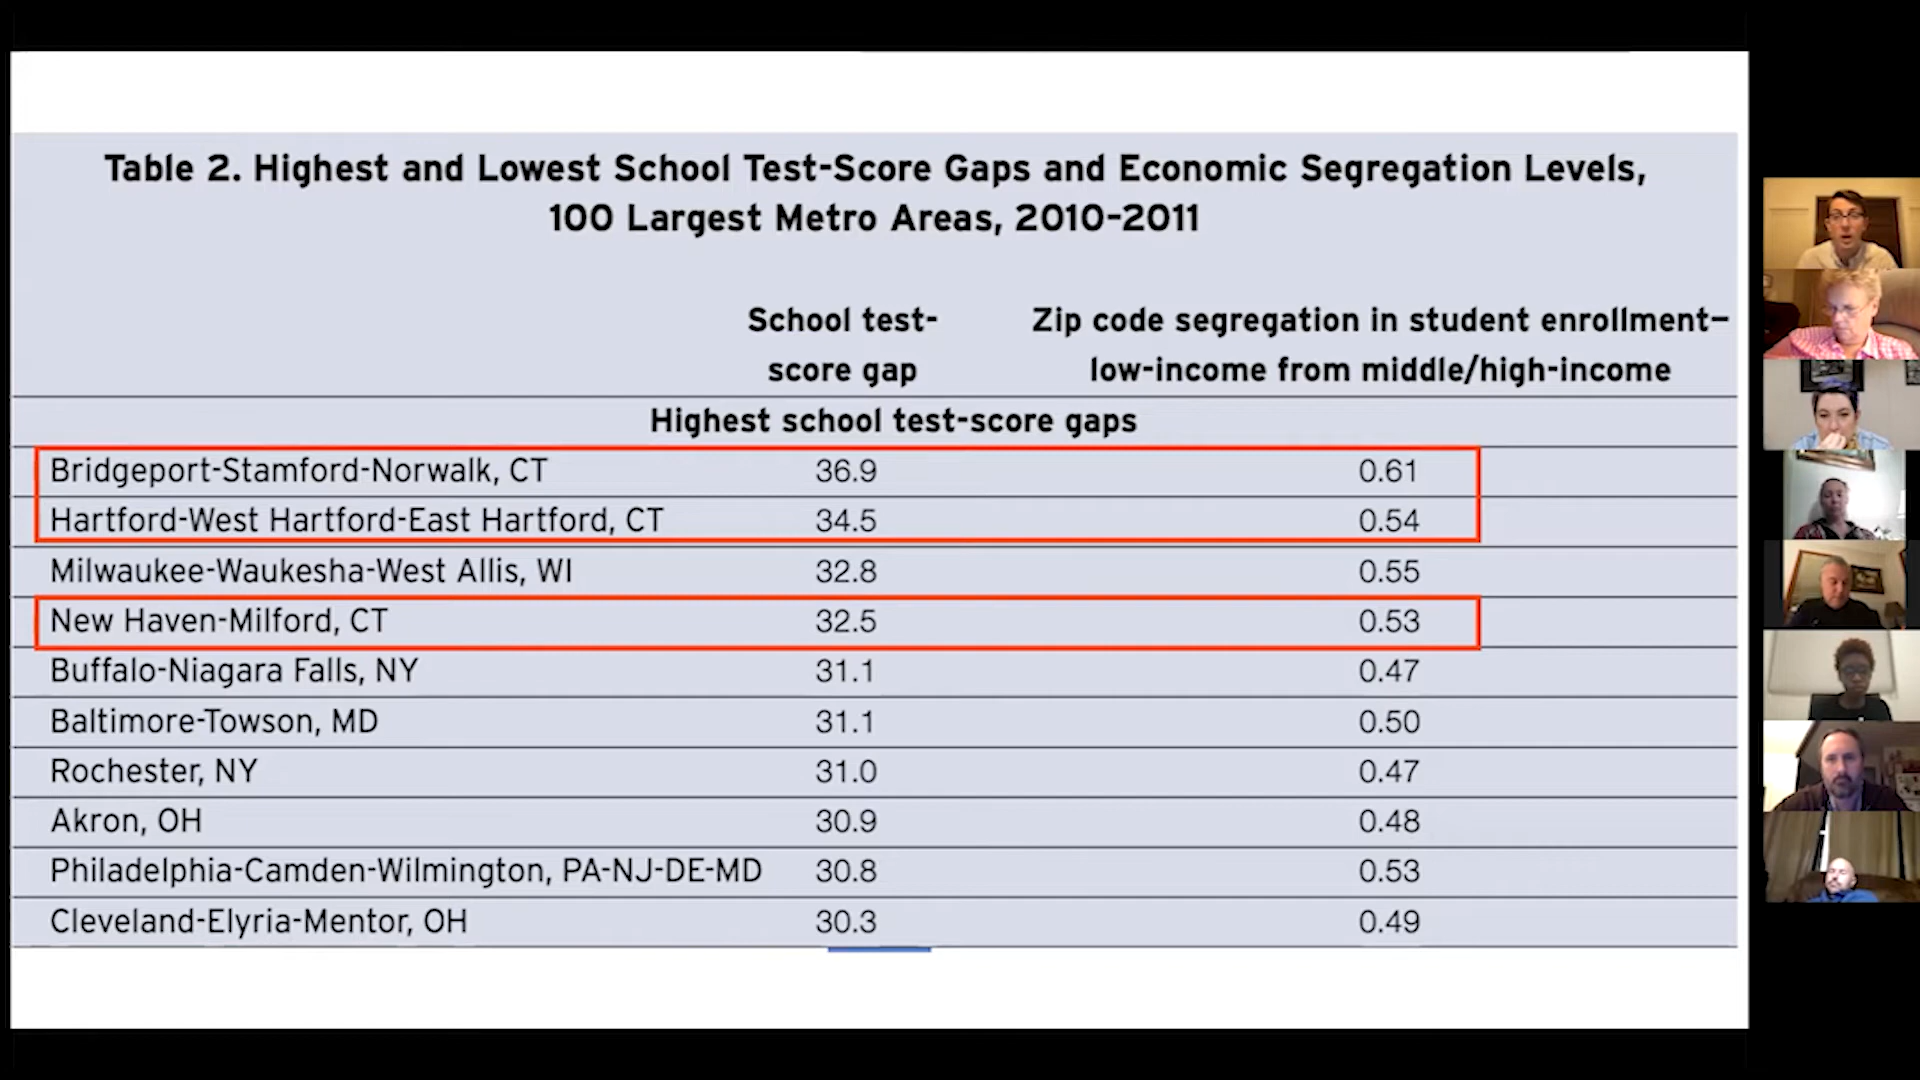 Table 2. Highest and Lowest School Test-Score Gaps and Economic Segregation Levels,
100 Largest Metro Areas, 2010–2011
School test-
score gap
Zip code segregation in student enrollment—
low-income from middle/high-income
Highest school test-score gaps
Bridgeport-Stamford-Norwalk, CT 36.9 0.61
Hartford-West Hartford-East Hartford, CT 34.5 0.54
Milwaukee-Waukesha-West Allis, WI 32.8 0.55
New Haven-Milford, CT 32.5 0.53
Buffalo-Niagara Falls, NY 31.1 0.47
Baltimore-Towson, MD 31.1 0.50
Rochester, NY 31.0 0.47
Akron, OH 30.9 0.48
Philadelphia-Camden-Wilmington, PA-NJ-DE-MD 30.8 0.53
Cleveland-Elyria-Mentor, OH 30.3 0.49